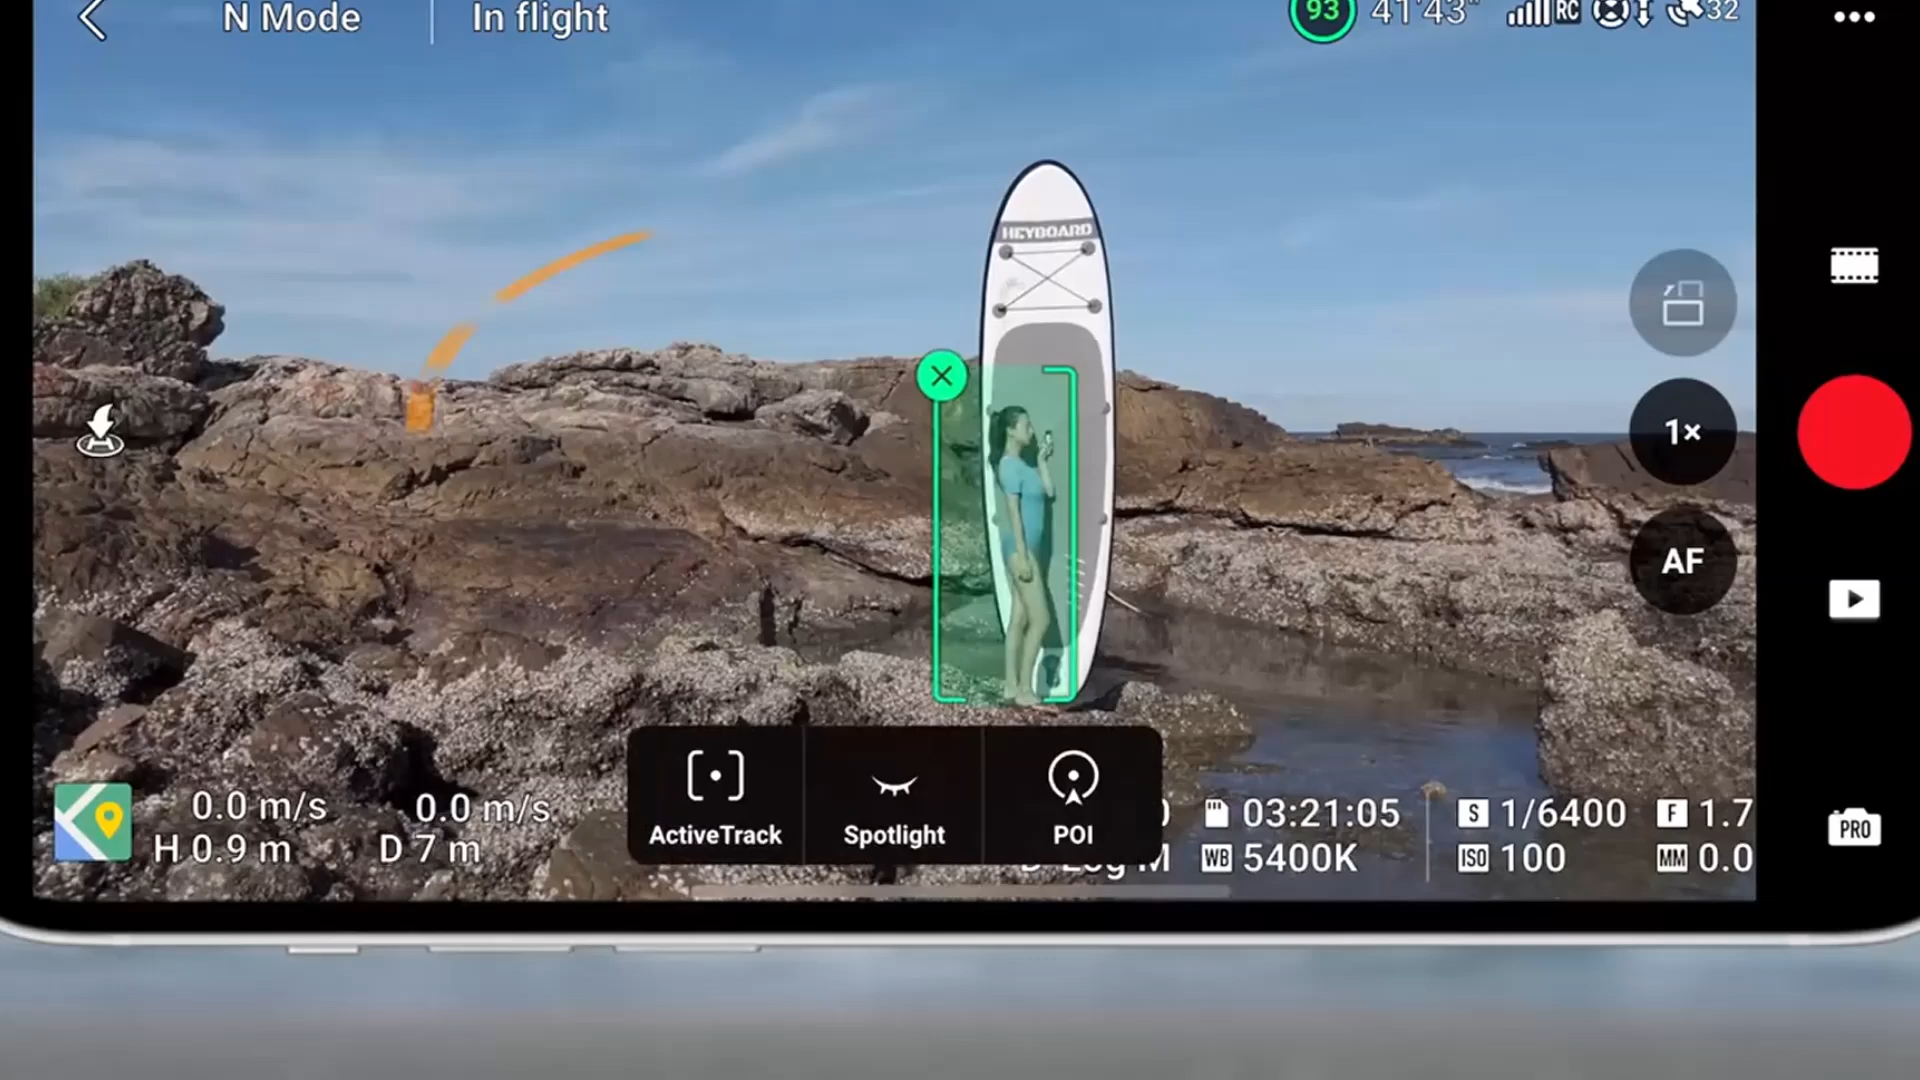 N Mode
In flight
93
41'43"
RC
32
HEYBOARD
1×
AF
ActiveTrack
Spotlight
POI
0.0 m/s
0.0 m/s
H 0.9 m
D 7 m
03:21:05
WB 5400K
S 1/6400
ISO 100
F 1.7
MM 0.0
PRO